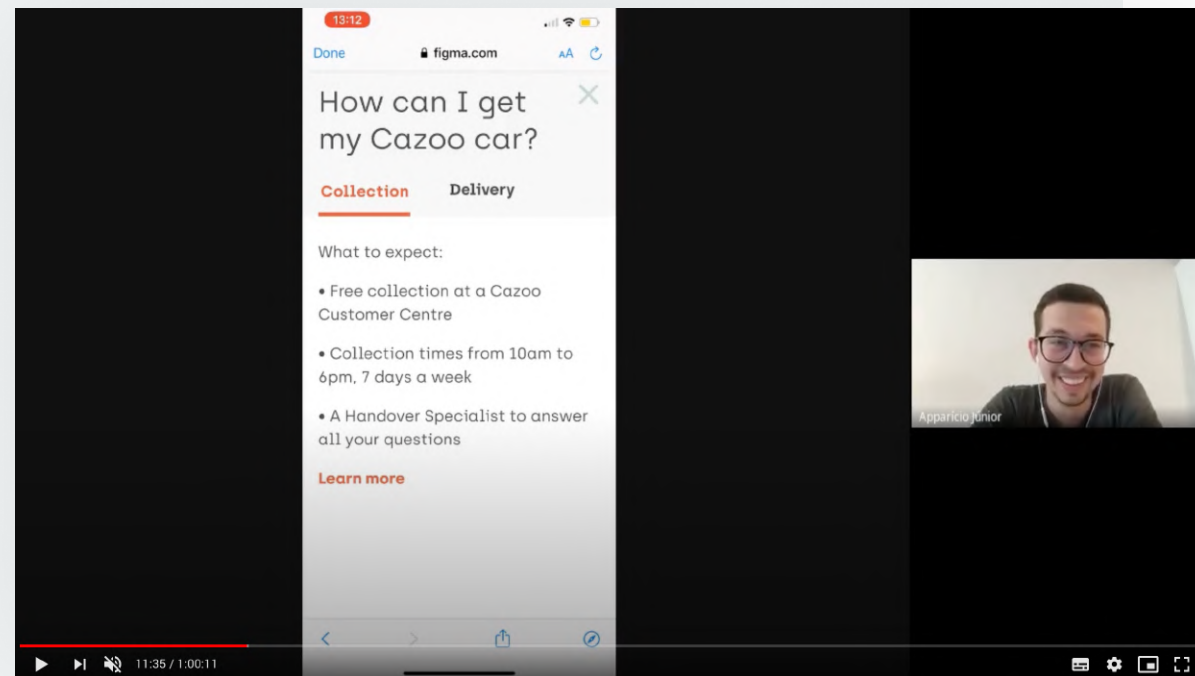 13:12
Done
figma.com
AA
How can I get
my Cazoo car?
Collection
Delivery
What to expect:
• Free collection at a Cazoo
Customer Centre
• Collection times from 10am to
6pm, 7 days a week
• A Handover Specialist to answer
all your questions
Learn more
Apparício Júnior
11:35 / 1:00:11